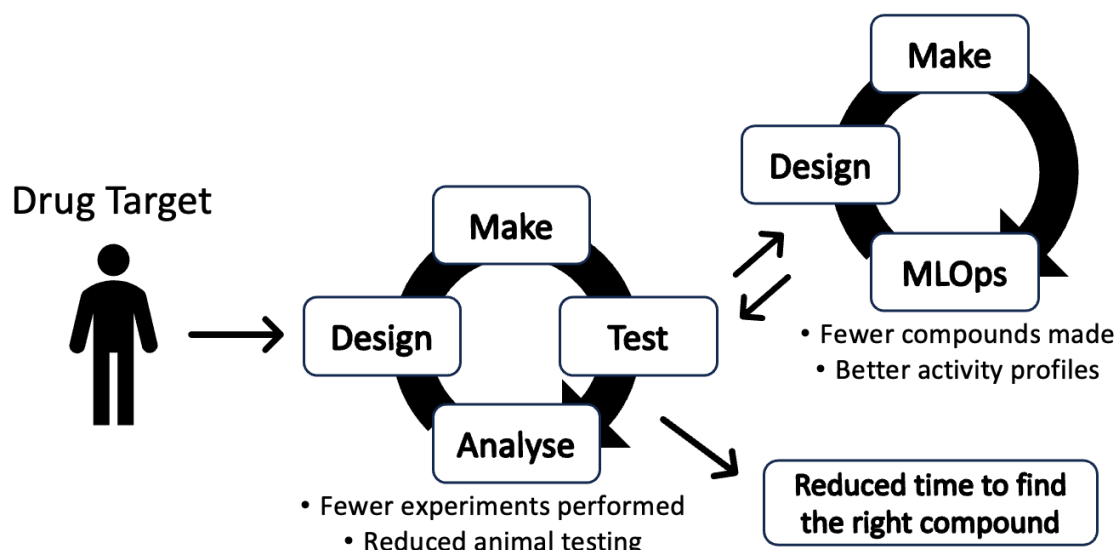 Drug Target
Design
Make
Test
Analyse
• Fewer experiments performed
• Reduced animal testing
Design
Make
MLOps
• Fewer compounds made
• Better activity profiles
Reduced time to find
the right compound